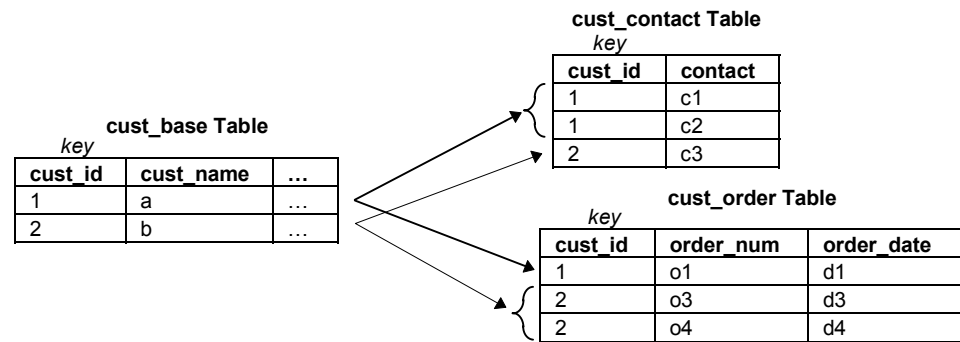 cust_contact Table
key
cust_id contact
1 c1
1 c2
2 c3
cust_base Table
key
cust_id cust_name …
1 a …
2 b …
cust_order Table
key
cust_id order_num order_date
1 o1 d1
2 o3 d3
2 o4 d4